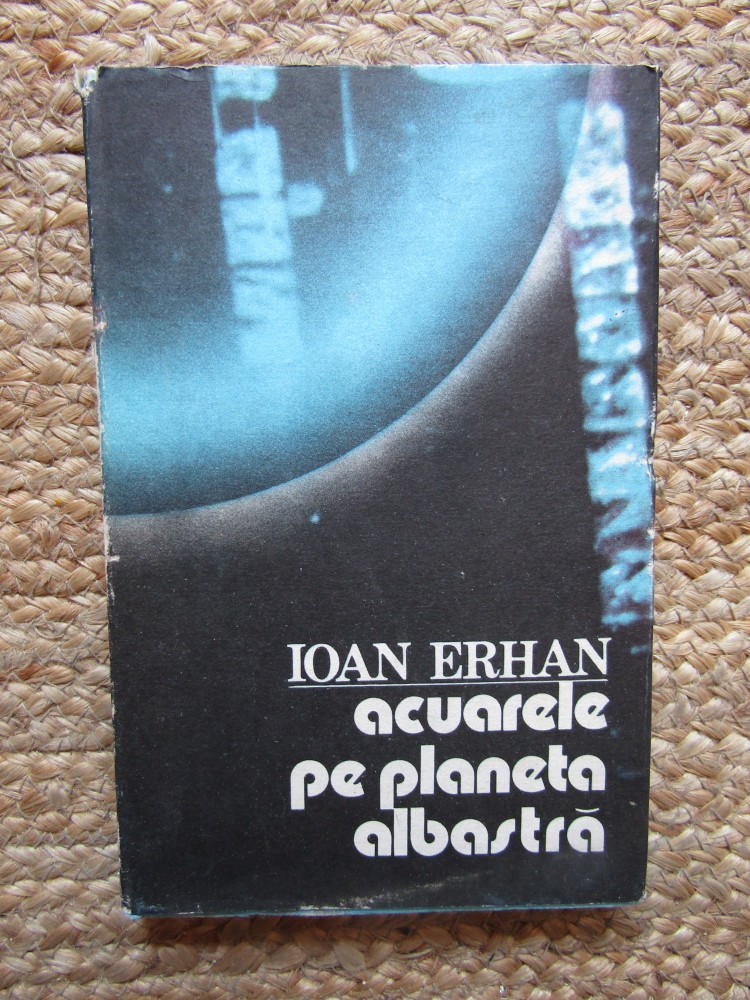 IOAN ERHAN
acuarele
pe planeta
albastră